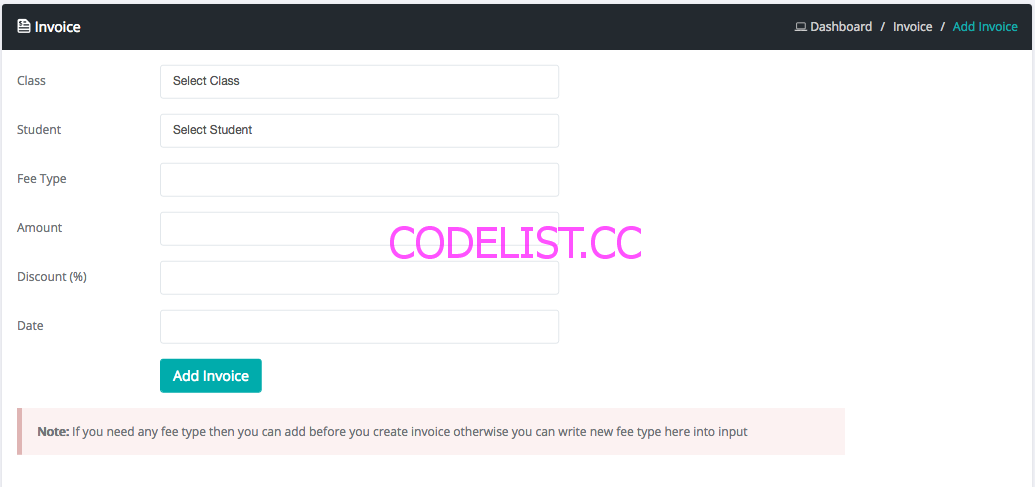 Invoice
Dashboard / Invoice / Add Invoice
Class Select Class
Student Select Student
Fee Type
Amount
CODELIST.CC
Discount (%)
Date
Add Invoice
Note: If you need any fee type then you can add before you create invoice otherwise you can write new fee type here into input